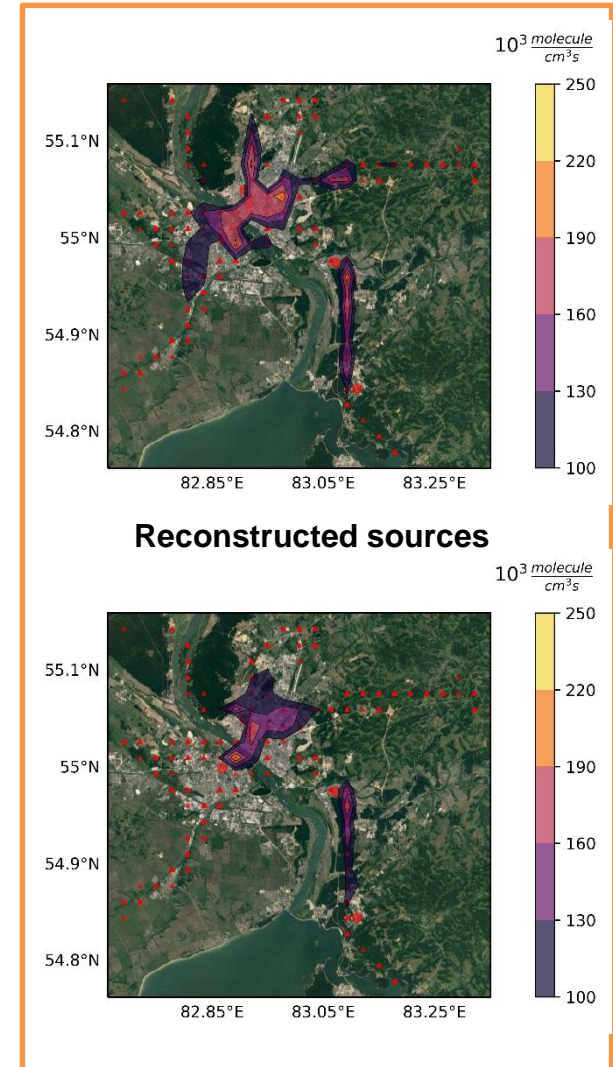 10³ molecule
cm³s
250
55.1°N
220
190
55°N
160
54.9°N
130
54.8°N
100
82.85°E 83.05°E 83.25°E
Reconstructed sources
10³ molecule
cm³s
250
55.1°N
220
190
55°N
160
54.9°N
130
54.8°N
100
82.85°E 83.05°E 83.25°E